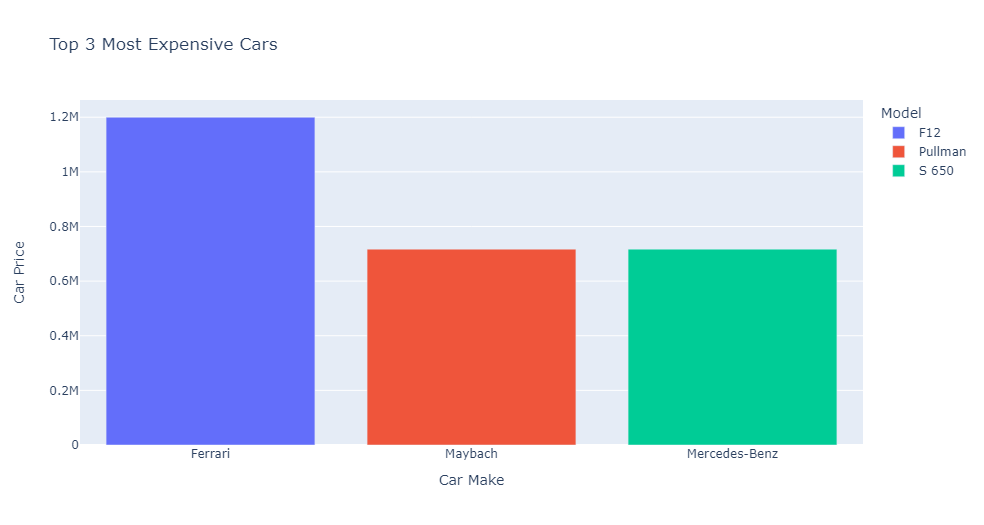 Top 3 Most Expensive Cars
Model
F12
Pullman
S 650
1.2M
1M
0.8M
0.6M
0.4M
0.2M
0
Car Price
Ferrari
Maybach
Mercedes-Benz
Car Make